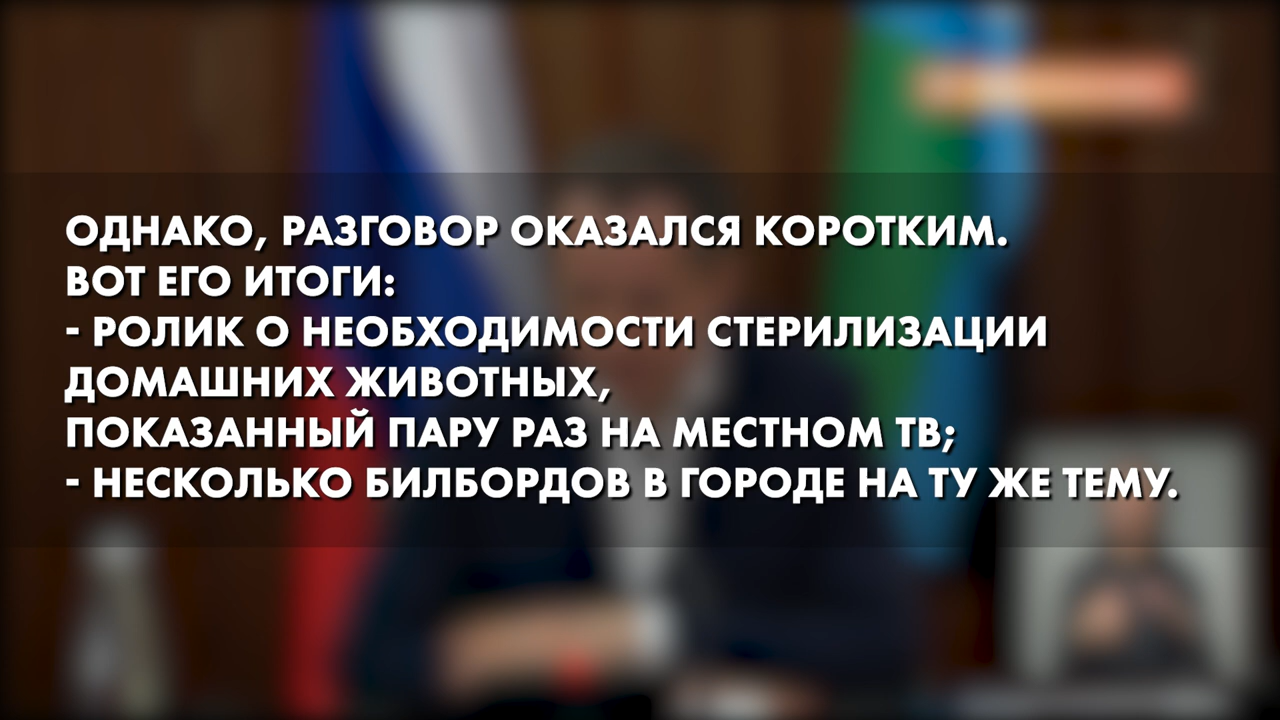 ОДНАКО, РАЗГОВОР ОКАЗАЛСЯ КОРОТКИМ.
ВОТ ЕГО ИТОГИ:
- РОЛИК О НЕОБХОДИМОСТИ СТЕРИЛИЗАЦИИ
ДОМАШНИХ ЖИВОТНЫХ,
ПОКАЗАННЫЙ ПАРУ РАЗ НА МЕСТНОМ ТВ;
- НЕСКОЛЬКО БИЛБОРДОВ В ГОРОДЕ НА ТУ ЖЕ ТЕМУ.